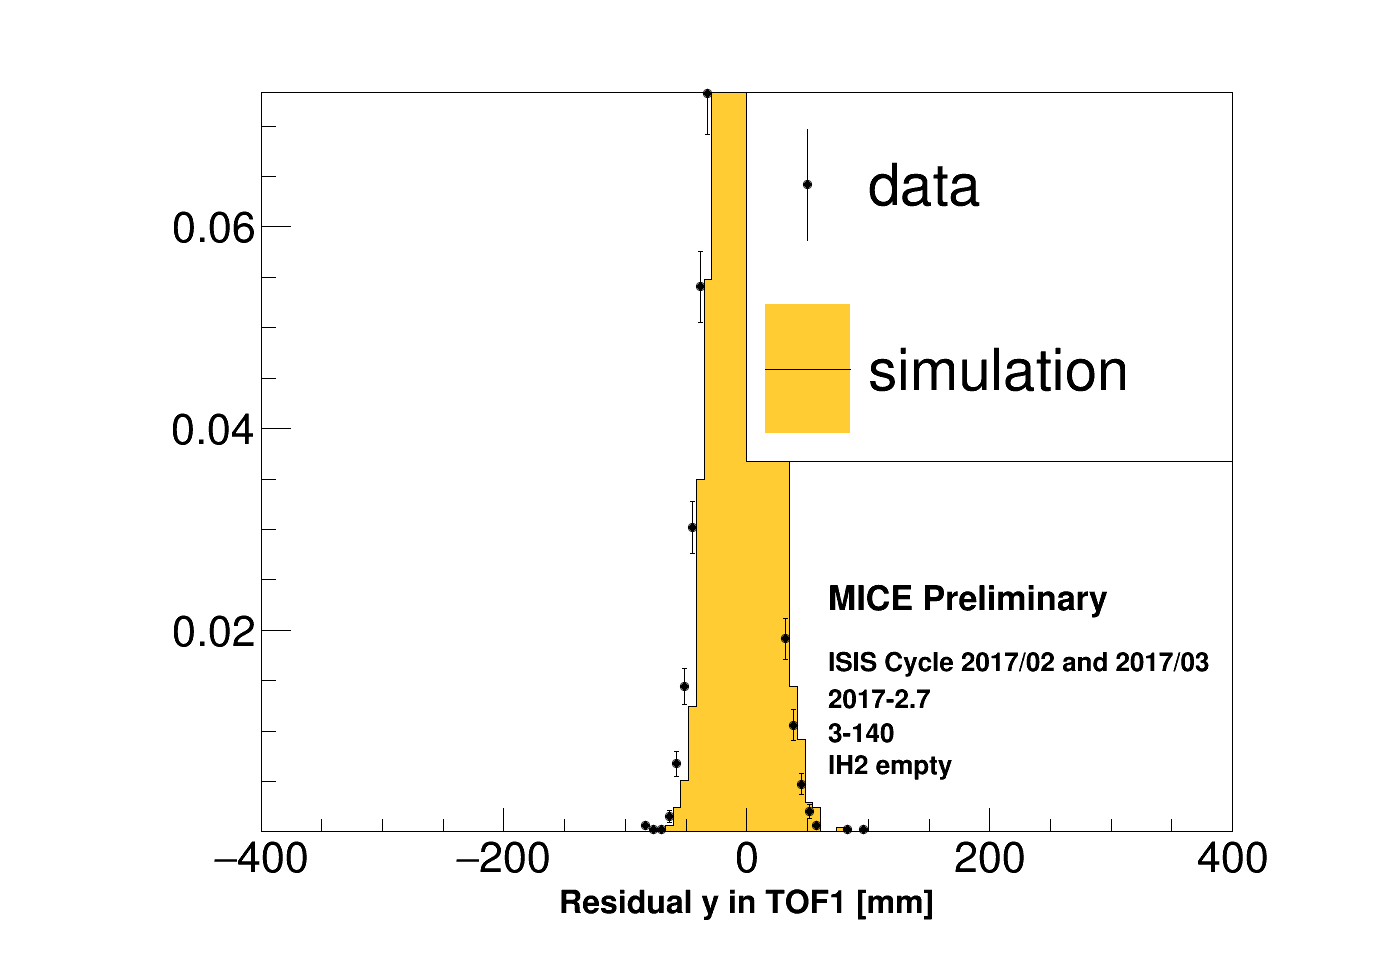 data
0.06
simulation
0.04
MICE Preliminary
0.02
ISIS Cycle 2017/02 and 2017/03
2017-2.7
3-140
IH2 empty
−400 −200 0 200 400
Residual y in TOF1 [mm]